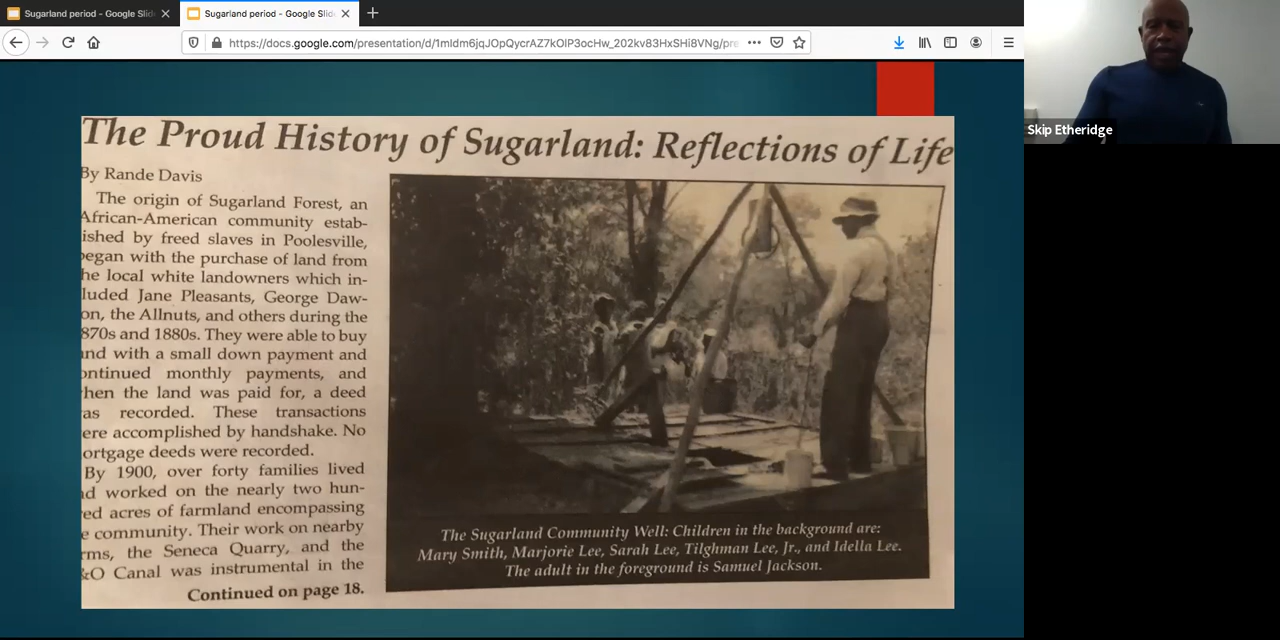 Sugarland period - Google Slid
Sugarland period - Google Slid
https://docs.google.com/presentation/d/1mldm6jqJOpQycrAZ7kOlP3ocHw_202kv83HxSHi8VNg/pre
Skip Etheridge
The Proud History of Sugarland: Reflections of Life
By Rande Davis
The origin of Sugarland Forest, an
African-American community estab-
ished by freed slaves in Poolesville,
egan with the purchase of land from
he local white landowners which in-
luded Jane Pleasants, George Daw-
on, the Allnuts, and others during the
870s and 1880s. They were able to buy
nd with a small down payment and
ontinued monthly payments, and
hen the land was paid for, a deed
as recorded. These transactions
ere accomplished by handshake. No
ortgage deeds were recorded.
By 1900, over forty families lived
d worked on the nearly two hun-
ed acres of farmland encompassing
e community. Their work on nearby
rms, the Seneca Quarry, and the
&O Canal was instrumental in the
Continued on page 18.
The Sugarland Community Well: Children in the background are:
Mary Smith, Marjorie Lee, Sarah Lee, Tilghman Lee, Jr., and Idella Lee.
The adult in the foreground is Samuel Jackson.